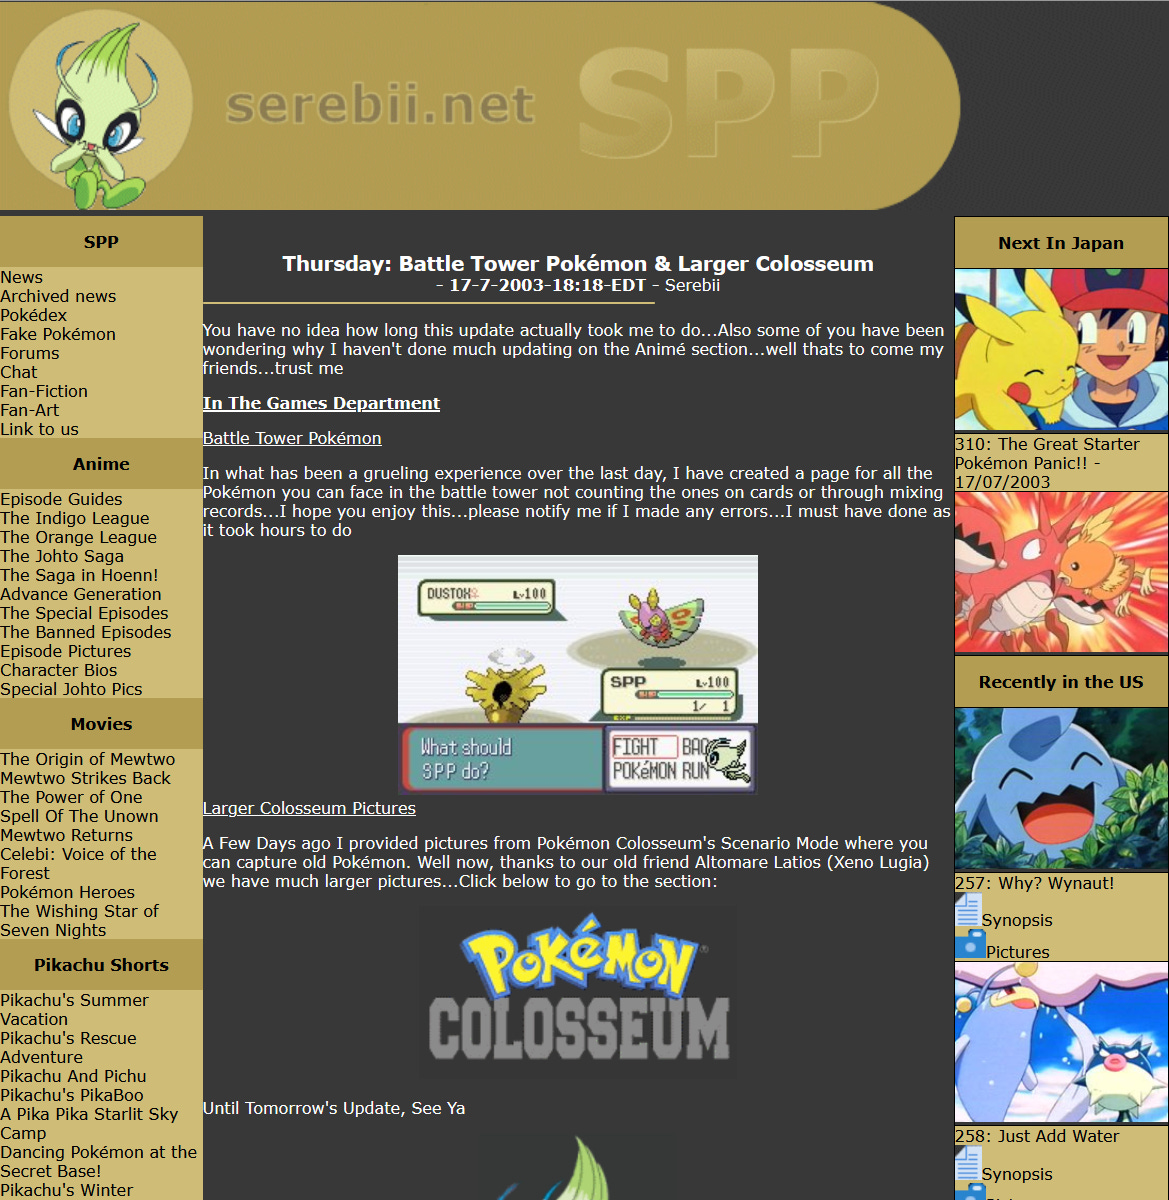 serebii.net SPP
SPP
News
Archived news
Pokédex
Fake Pokémon
Forums
Chat
Fan-Fiction
Fan-Art
Link to us
Anime
Episode Guides
The Indigo League
The Orange League
The Johto Saga
The Saga in Hoenn!
Advance Generation
The Special Episodes
The Banned Episodes
Episode Pictures
Character Bios
Special Johto Pics
Movies
The Origin of Mewtwo
Mewtwo Strikes Back
The Power of One
Spell Of The Unown
Mewtwo Returns
Celebi: Voice of the
Forest
Pokémon Heroes
The Wishing Star of
Seven Nights
Pikachu Shorts
Pikachu's Summer
Vacation
Pikachu's Rescue
Adventure
Pikachu And Pichu
Pikachu's PikaBoo
A Pika Pika Starlit Sky
Camp
Dancing Pokémon at the
Secret Base!
Pikachu's Winter
Thursday: Battle Tower Pokémon & Larger Colosseum
- 17-7-2003-18:18-EDT - Serebii
You have no idea how long this update actually took me to do...Also some of you have been
wondering why I haven't done much updating on the Animé section...well thats to come my
friends...trust me
In The Games Department
Battle Tower Pokémon
In what has been a grueling experience over the last day, I have created a page for all the
Pokémon you can face in the battle tower not counting the ones on cards or through mixing
records...I hope you enjoy this...please notify me if I made any errors...I must have done as
it took hours to do
DUSTOX♀ Lv100
HP
SPP Lv100
HP
1/ 1
EXP
What should
SPP do?
FIGHT BAG
POKéMON RUN
Larger Colosseum Pictures
A Few Days ago I provided pictures from Pokémon Colosseum's Scenario Mode where you
can capture old Pokémon. Well now, thanks to our old friend Altomare Latios (Xeno Lugia)
we have much larger pictures...Click below to go to the section:
POKéMON
COLOSSEUM
Until Tomorrow's Update, See Ya
Next In Japan
310: The Great Starter
Pokémon Panic!! -
17/07/2003
Recently in the US
257: Why? Wynaut!
Synopsis
Pictures
258: Just Add Water
Synopsis